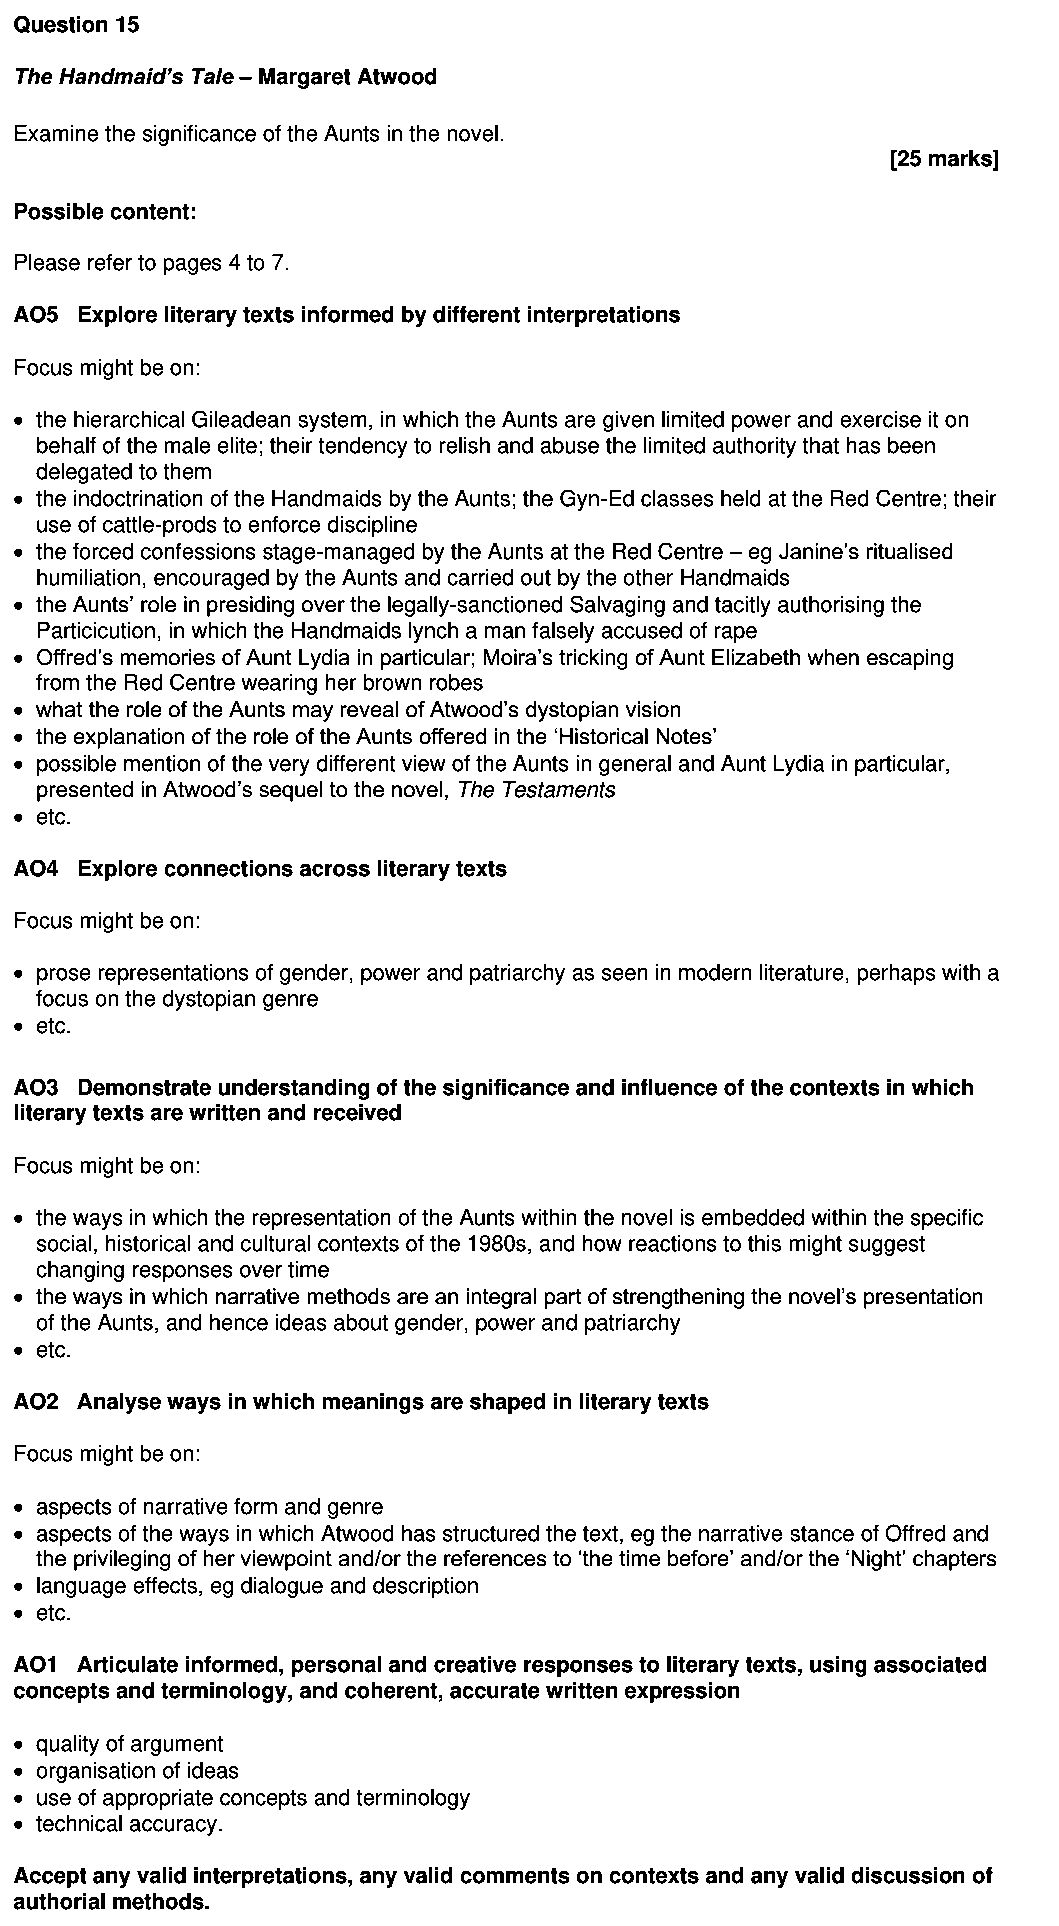 Question 15
The Handmaid's Tale – Margaret Atwood
Examine the significance of the Aunts in the novel.
[25 marks]
Possible content:
Please refer to pages 4 to 7.
AO5 Explore literary texts informed by different interpretations
Focus might be on:
• the hierarchical Gileadean system, in which the Aunts are given limited power and exercise it on
behalf of the male elite; their tendency to relish and abuse the limited authority that has been
delegated to them
• the indoctrination of the Handmaids by the Aunts; the Gyn-Ed classes held at the Red Centre; their
use of cattle-prods to enforce discipline
• the forced confessions stage-managed by the Aunts at the Red Centre – eg Janine's ritualised
humiliation, encouraged by the Aunts and carried out by the other Handmaids
• the Aunts' role in presiding over the legally-sanctioned Salvaging and tacitly authorising the
Particicution, in which the Handmaids lynch a man falsely accused of rape
• Offred's memories of Aunt Lydia in particular; Moira's tricking of Aunt Elizabeth when escaping
from the Red Centre wearing her brown robes
• what the role of the Aunts may reveal of Atwood's dystopian vision
• the explanation of the role of the Aunts offered in the 'Historical Notes'
• possible mention of the very different view of the Aunts in general and Aunt Lydia in particular,
presented in Atwood's sequel to the novel, The Testaments
• etc.
AO4 Explore connections across literary texts
Focus might be on:
• prose representations of gender, power and patriarchy as seen in modern literature, perhaps with a
focus on the dystopian genre
• etc.
AO3 Demonstrate understanding of the significance and influence of the contexts in which
literary texts are written and received
Focus might be on:
• the ways in which the representation of the Aunts within the novel is embedded within the specific
social, historical and cultural contexts of the 1980s, and how reactions to this might suggest
changing responses over time
• the ways in which narrative methods are an integral part of strengthening the novel's presentation
of the Aunts, and hence ideas about gender, power and patriarchy
• etc.
AO2 Analyse ways in which meanings are shaped in literary texts
Focus might be on:
• aspects of narrative form and genre
• aspects of the ways in which Atwood has structured the text, eg the narrative stance of Offred and
the privileging of her viewpoint and/or the references to 'the time before' and/or the 'Night' chapters
• language effects, eg dialogue and description
• etc.
AO1 Articulate informed, personal and creative responses to literary texts, using associated
concepts and terminology, and coherent, accurate written expression
• quality of argument
• organisation of ideas
• use of appropriate concepts and terminology
• technical accuracy.
Accept any valid interpretations, any valid comments on contexts and any valid discussion of
authorial methods.